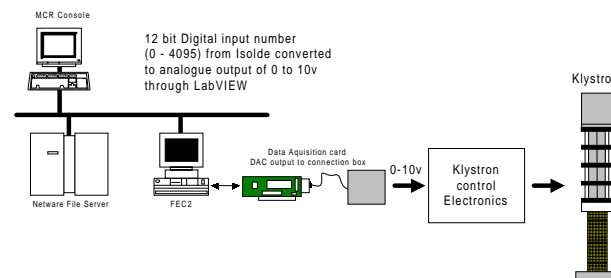 MCR Console
12 bit Digital input number
(0 - 4095) from Isolde converted
to analogue output of 0 to 10v
through LabVIEW
Klystro
Data Aquisition card
DAC output to connection box
0-10v
Klystron
control
Electronics
Netware File Server
FEC2